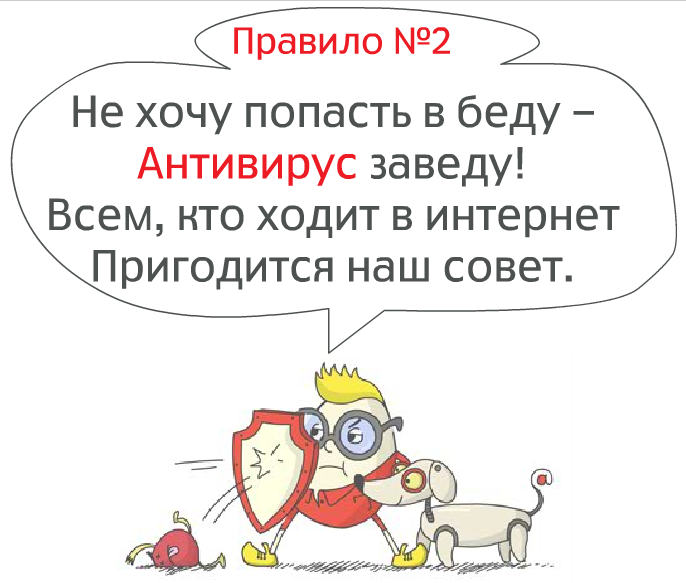 Правило №2
Не хочу попасть в беду –
Антивирус заведу!
Всем, кто ходит в интернет
Пригодится наш совет.